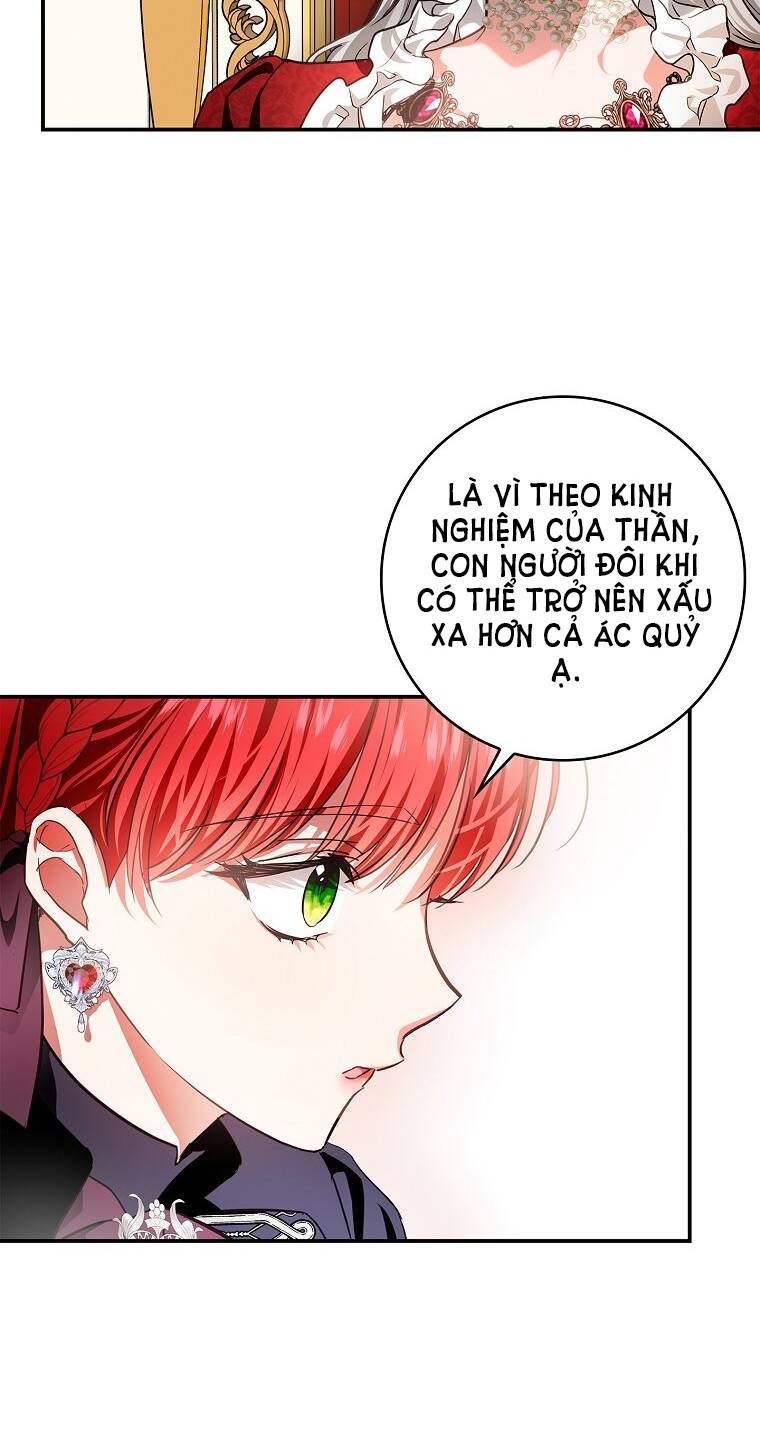 LÀ VÌ THEO KINH
NGHIỆM CỦA THẦN,
CON NGƯỜI ĐÔI KHI
CÓ THỂ TRỞ NÊN XẤU
XA HƠN CẢ ÁC QUỶ
Ạ.